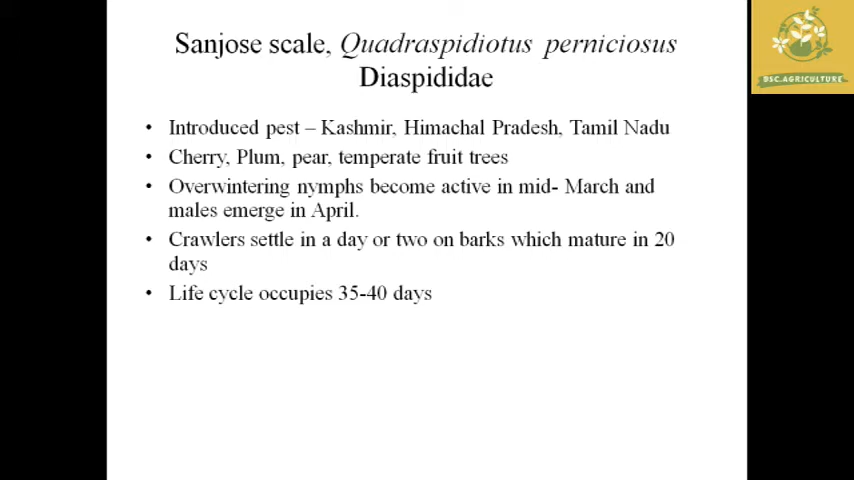 Sanjose scale, Quadraspidiotus perniciosus
Diaspididae
• Introduced pest – Kashmir, Himachal Pradesh, Tamil Nadu
• Cherry, Plum, pear, temperate fruit trees
• Overwintering nymphs become active in mid- March and
males emerge in April.
• Crawlers settle in a day or two on barks which mature in 20
days
• Life cycle occupies 35-40 days
BSC.AGRICULTURE